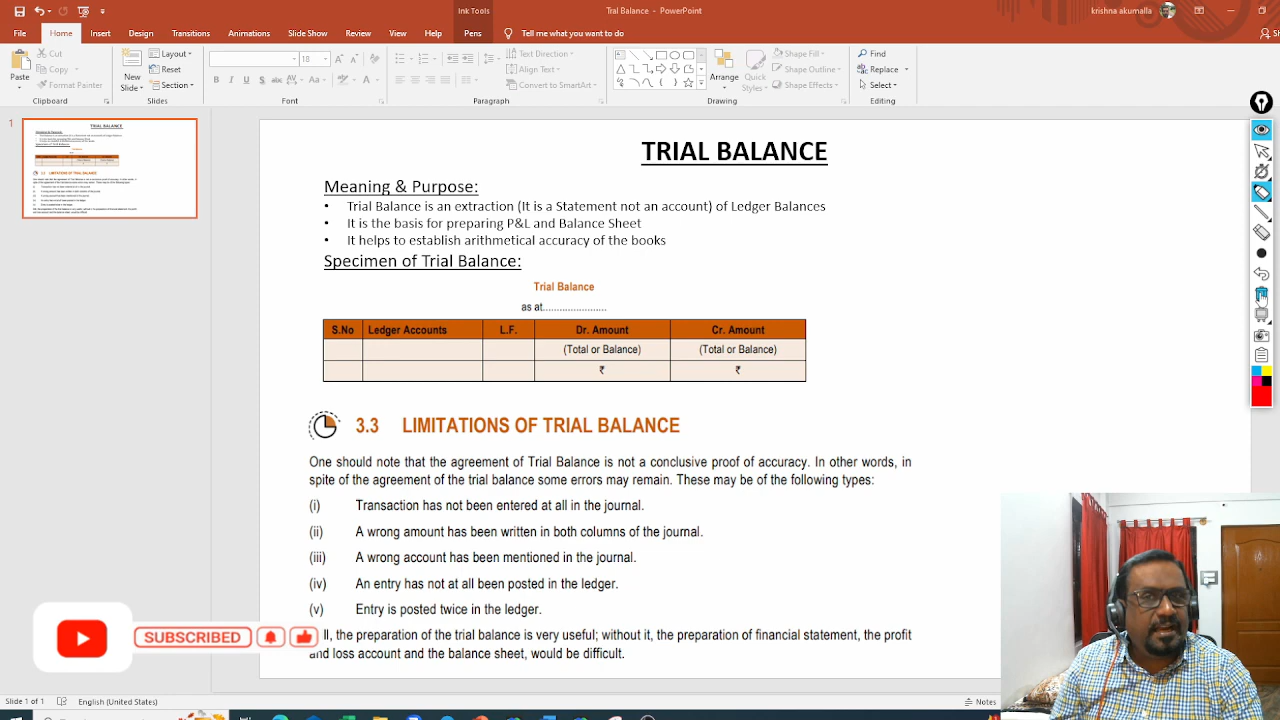 Ink Tools
Trial Balance - PowerPoint
krishna akumalla
File
Home
Insert
Design
Transitions
Animations
Slide Show
Review
View
Help
Pens
Tell me what you want to do
Paste
Cut
Copy
Format Painter
Clipboard
New
Slide
Layout
Reset
Section
Slides
18
B I U S abc AV Aa
A
Font
Paragraph
Text Direction
Align Text
Convert to SmartArt
Arrange
Quick
Styles
Shape Fill
Shape Outline
Shape Effects
Drawing
Find
Replace
Select
Editing
1
TRIAL BALANCE
Meaning & Purpose:
• Trial Balance is an extraction (It is a Statement not an account) of Ledger Balances
• It is the basis for preparing P&L and Balance Sheet
• It helps to establish arithmetical accuracy of the books
Specimen of Trial Balance:
Trial Balance
as at......................
S.No Ledger Accounts L.F. Dr. Amount Cr. Amount
(Total or Balance) (Total or Balance)
₹ ₹
3.3 LIMITATIONS OF TRIAL BALANCE
One should note that the agreement of Trial Balance is not a conclusive proof of accuracy. In other words, in
spite of the agreement of the trial balance some errors may remain. These may be of the following types:
(i) Transaction has not been entered at all in the journal.
(ii) A wrong amount has been written in both columns of the journal.
(iii) A wrong account has been mentioned in the journal.
(iv) An entry has not all been posted in the ledger.
(v) Entry is posted twice in the ledger.
ll, the preparation of the trial balance is very useful; without it, the preparation of financial statement, the profit
and loss account and the balance sheet, would be difficult.
SUBSCRIBED
Slide 1 of 1
English (United States)
Notes